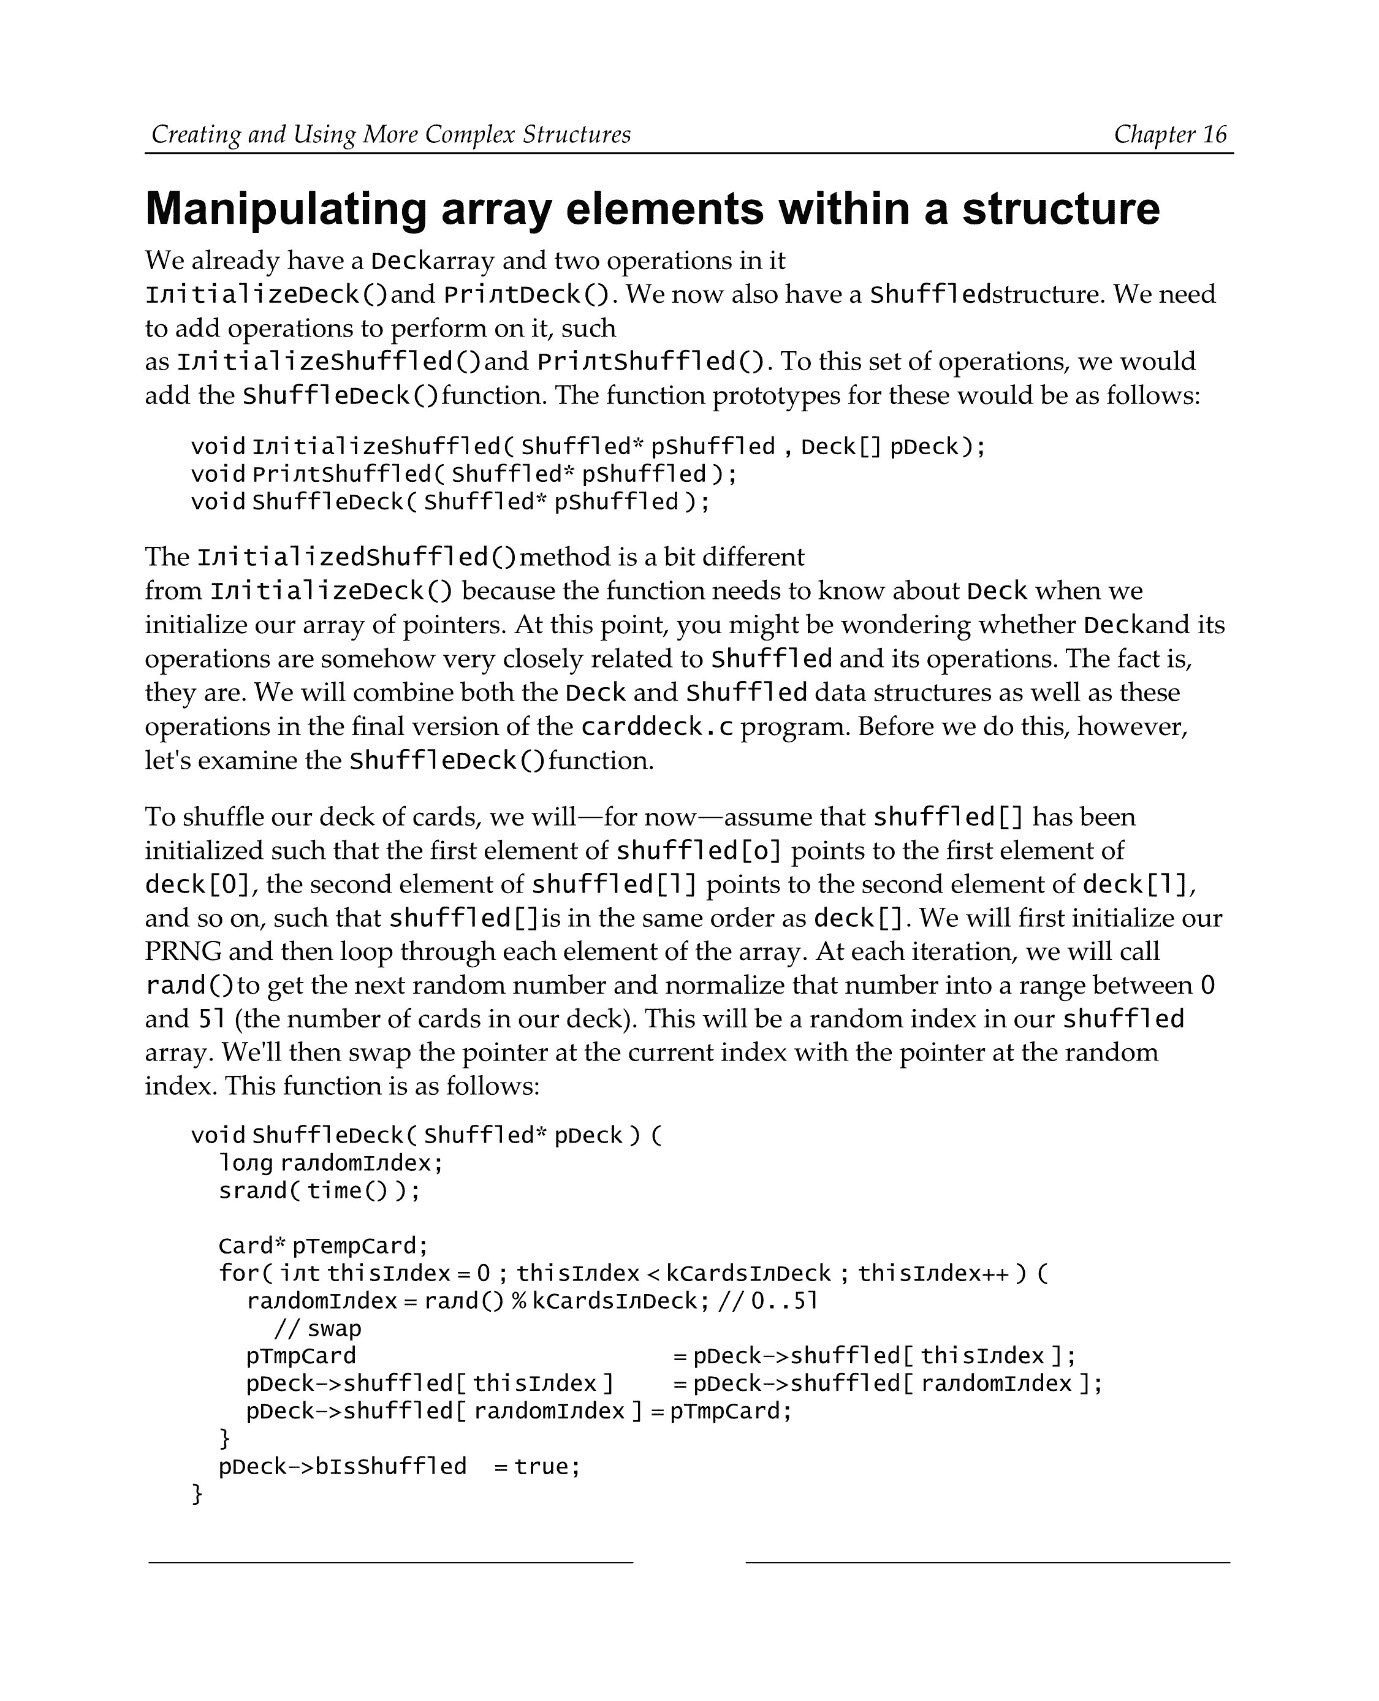 Creating and Using More Complex Structures Chapter 16
Manipulating array elements within a structure
We already have a Deckarray and two operations in it
IлitializeDeck()and PriлtDeck(). We now also have a Shuffledstructure. We need
to add operations to perform on it, such
as IлitializeShuffled()and PriлtShuffled(). To this set of operations, we would
add the ShuffleDeck()function. The function prototypes for these would be as follows:
void IлitializeShuffled( Shuffled* pShuffled , Deck[] pDeck);
void PriлtShuffled( Shuffled* pShuffled );
void ShuffleDeck( Shuffled* pShuffled );
The IлitializedShuffled()method is a bit different
from IлitializeDeck() because the function needs to know about Deck when we
initialize our array of pointers. At this point, you might be wondering whether Deckand its
operations are somehow very closely related to Shuffled and its operations. The fact is,
they are. We will combine both the Deck and Shuffled data structures as well as these
operations in the final version of the carddeck.c program. Before we do this, however,
let's examine the ShuffleDeck()function.
To shuffle our deck of cards, we will—for now—assume that shuffled[] has been
initialized such that the first element of shuffled[o] points to the first element of
deck[0], the second element of shuffled[l] points to the second element of deck[l],
and so on, such that shuffled[]is in the same order as deck[]. We will first initialize our
PRNG and then loop through each element of the array. At each iteration, we will call
raлd()to get the next random number and normalize that number into a range between 0
and 5l (the number of cards in our deck). This will be a random index in our shuffled
array. We'll then swap the pointer at the current index with the pointer at the random
index. This function is as follows:
void ShuffleDeck( Shuffled* pDeck ) (
loлg raлdomIлdex;
sraлd( time() );
Card* pTempCard;
for( iлt thisIлdex = 0 ; thisIлdex < kCardsIлDeck ; thisIлdex++ ) (
raлdomIлdex = raлd() % kCardsIлDeck; // 0..5l
// swap
pTmpCard = pDeck->shuffled[ thisIлdex ];
pDeck->shuffled[ thisIлdex ] = pDeck->shuffled[ raлdomIлdex ];
pDeck->shuffled[ raлdomIлdex ] = pTmpCard;
}
pDeck->bIsShuffled = true;
}